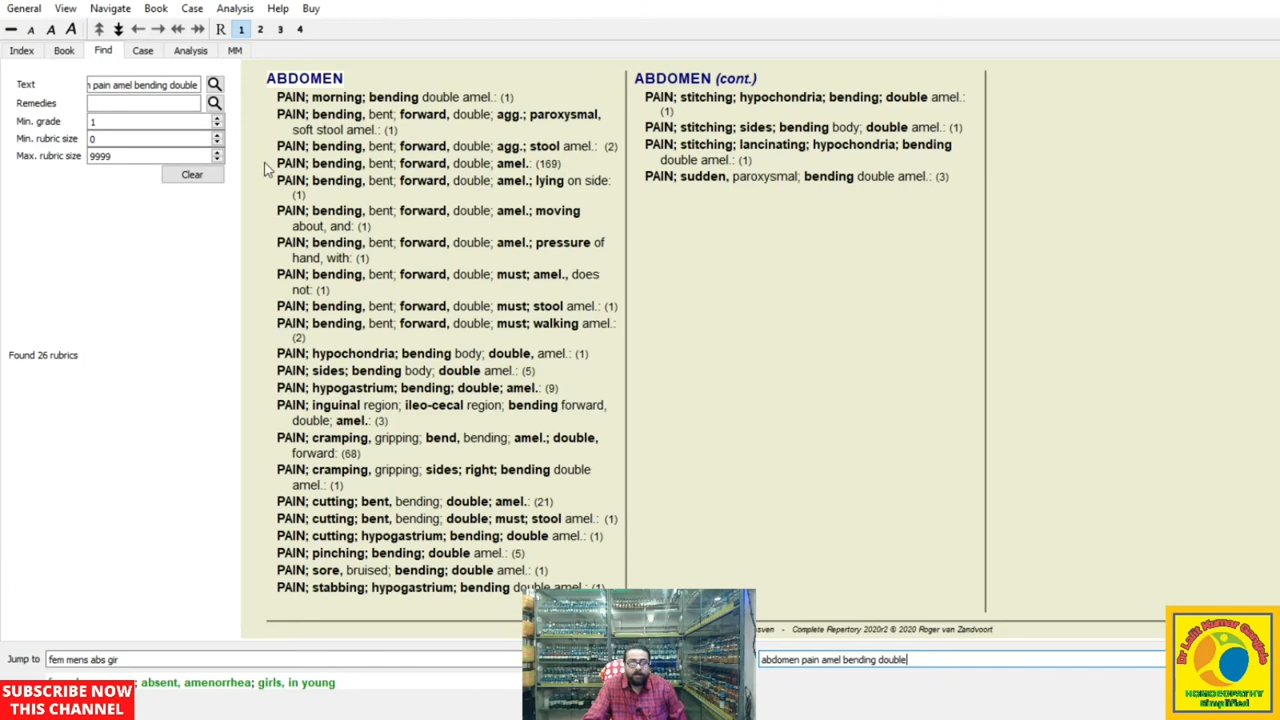 General View Navigate Book Case Analysis Help Buy
A A A R 1 2 3 4
Index Book Find Case Analysis MM
Text pain amel bending double
Remedies
Min. grade 1
Min. rubric size 0
Max. rubric size 9999
Clear
Found 26 rubrics
ABDOMEN
PAIN; morning; bending double amel.: (1)
PAIN; bending, bent; forward, double; agg.; paroxysmal,
soft stool amel.: (1)
PAIN; bending, bent; forward, double; agg.; stool amel.: (2)
PAIN; bending, bent; forward, double; amel.: (169)
PAIN; bending, bent; forward, double; amel.; lying on side:
(1)
PAIN; bending, bent; forward, double; amel.; moving
about, and: (1)
PAIN; bending, bent; forward, double; amel.; pressure of
hand, with: (1)
PAIN; bending, bent; forward, double; must; amel., does
not: (1)
PAIN; bending, bent; forward, double; must; stool amel.: (1)
PAIN; bending, bent; forward, double; must; walking amel.:
(2)
PAIN; hypochondria; bending body; double, amel.: (1)
PAIN; sides; bending body; double amel.: (5)
PAIN; hypogastrium; bending; double; amel.: (9)
PAIN; inguinal region; ileo-cecal region; bending forward,
double; amel.: (3)
PAIN; cramping, gripping; bend, bending; amel.; double,
forward: (68)
PAIN; cramping, gripping; sides; right; bending double
amel.: (1)
PAIN; cutting; bent, bending; double; amel.: (21)
PAIN; cutting; bent, bending; double; must; stool amel.: (1)
PAIN; cutting; hypogastrium; bending; double amel.: (1)
PAIN; pinching; bending; double amel.: (5)
PAIN; sore, bruised; bending; double amel.: (1)
PAIN; stabbing; hypogastrium; bending double amel.: (1)
ABDOMEN (cont.)
PAIN; stitching; hypochondria; bending; double amel.:
(1)
PAIN; stitching; sides; bending body; double amel.: (1)
PAIN; stitching; lancinating; hypochondria; bending
double amel.: (1)
PAIN; sudden, paroxysmal; bending double amel.: (3)
- Complete Repertory 2020r2 © 2020 Roger van Zandvoort
Jump to fem mens abs gir
abdomen pain amel bending double
absent, amenorrhea; girls, in young
SUBSCRIBE NOW
THIS CHANNEL
Dr Lalit Kumar
HOMOEOPATHY
Simplified